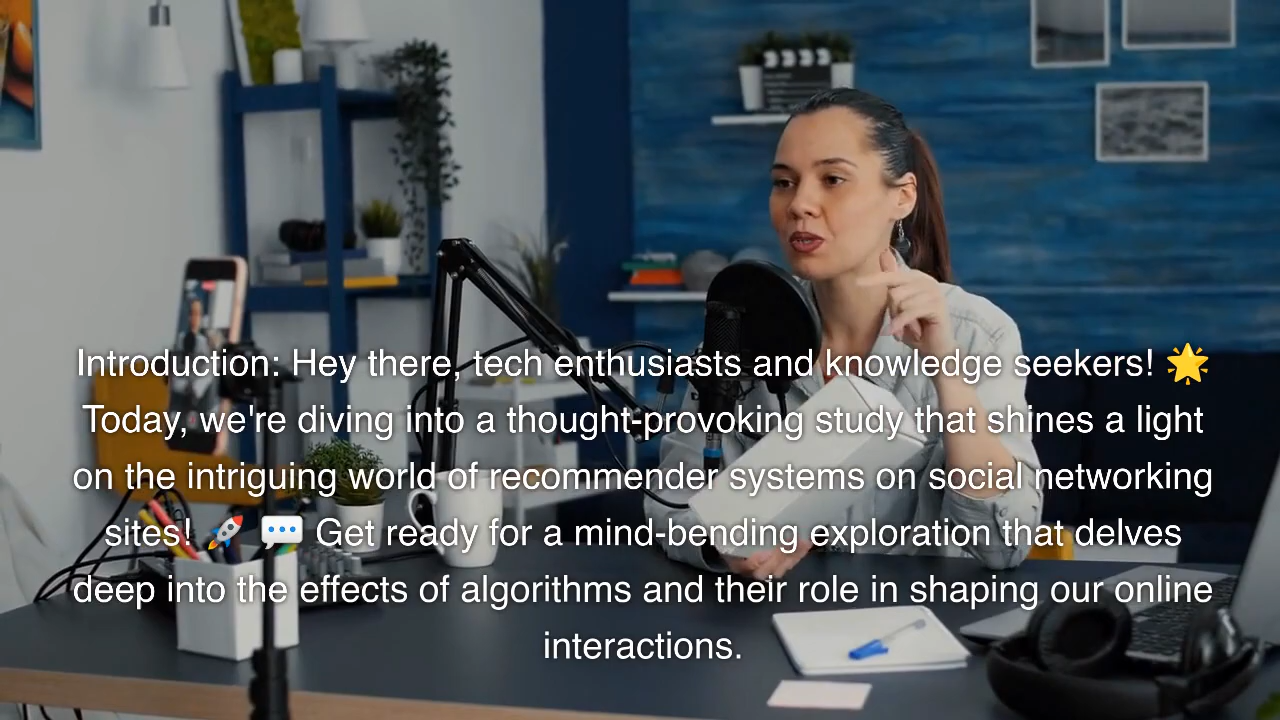 Introduction: Hey there, tech enthusiasts and knowledge seekers! 🌟
Today, we're diving into a thought-provoking study that shines a light
on the intriguing world of recommender systems on social networking
sites! 🚀 💬 Get ready for a mind-bending exploration that delves
deep into the effects of algorithms and their role in shaping our online
interactions.